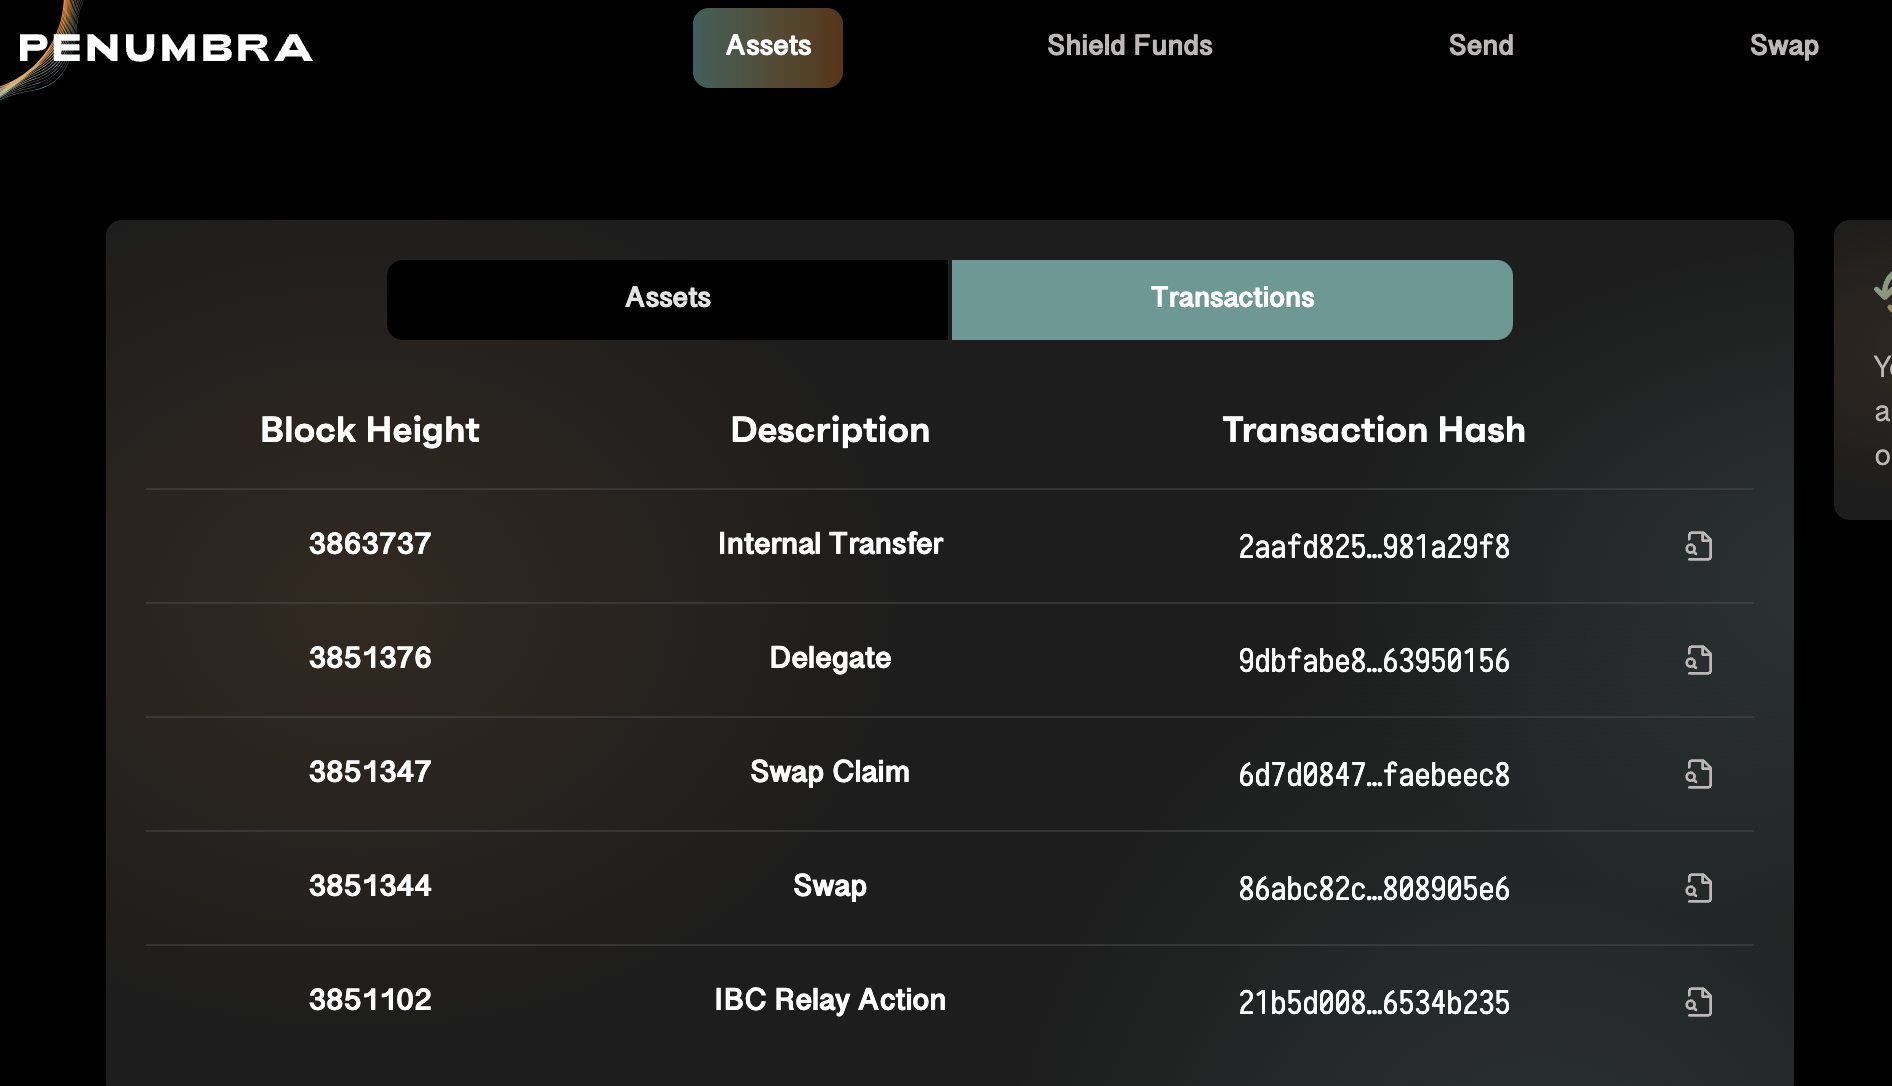 PENUMBRA
Assets
Shield Funds
Send
Swap
Assets
Transactions
Block Height Description Transaction Hash
3863737 Internal Transfer 2aafd825…981a29f8
3851376 Delegate 9dbfabe8…63950156
3851347 Swap Claim 6d7d0847…faebeec8
3851344 Swap 86abc82c…808905e6
3851102 IBC Relay Action 21b5d008…6534b235